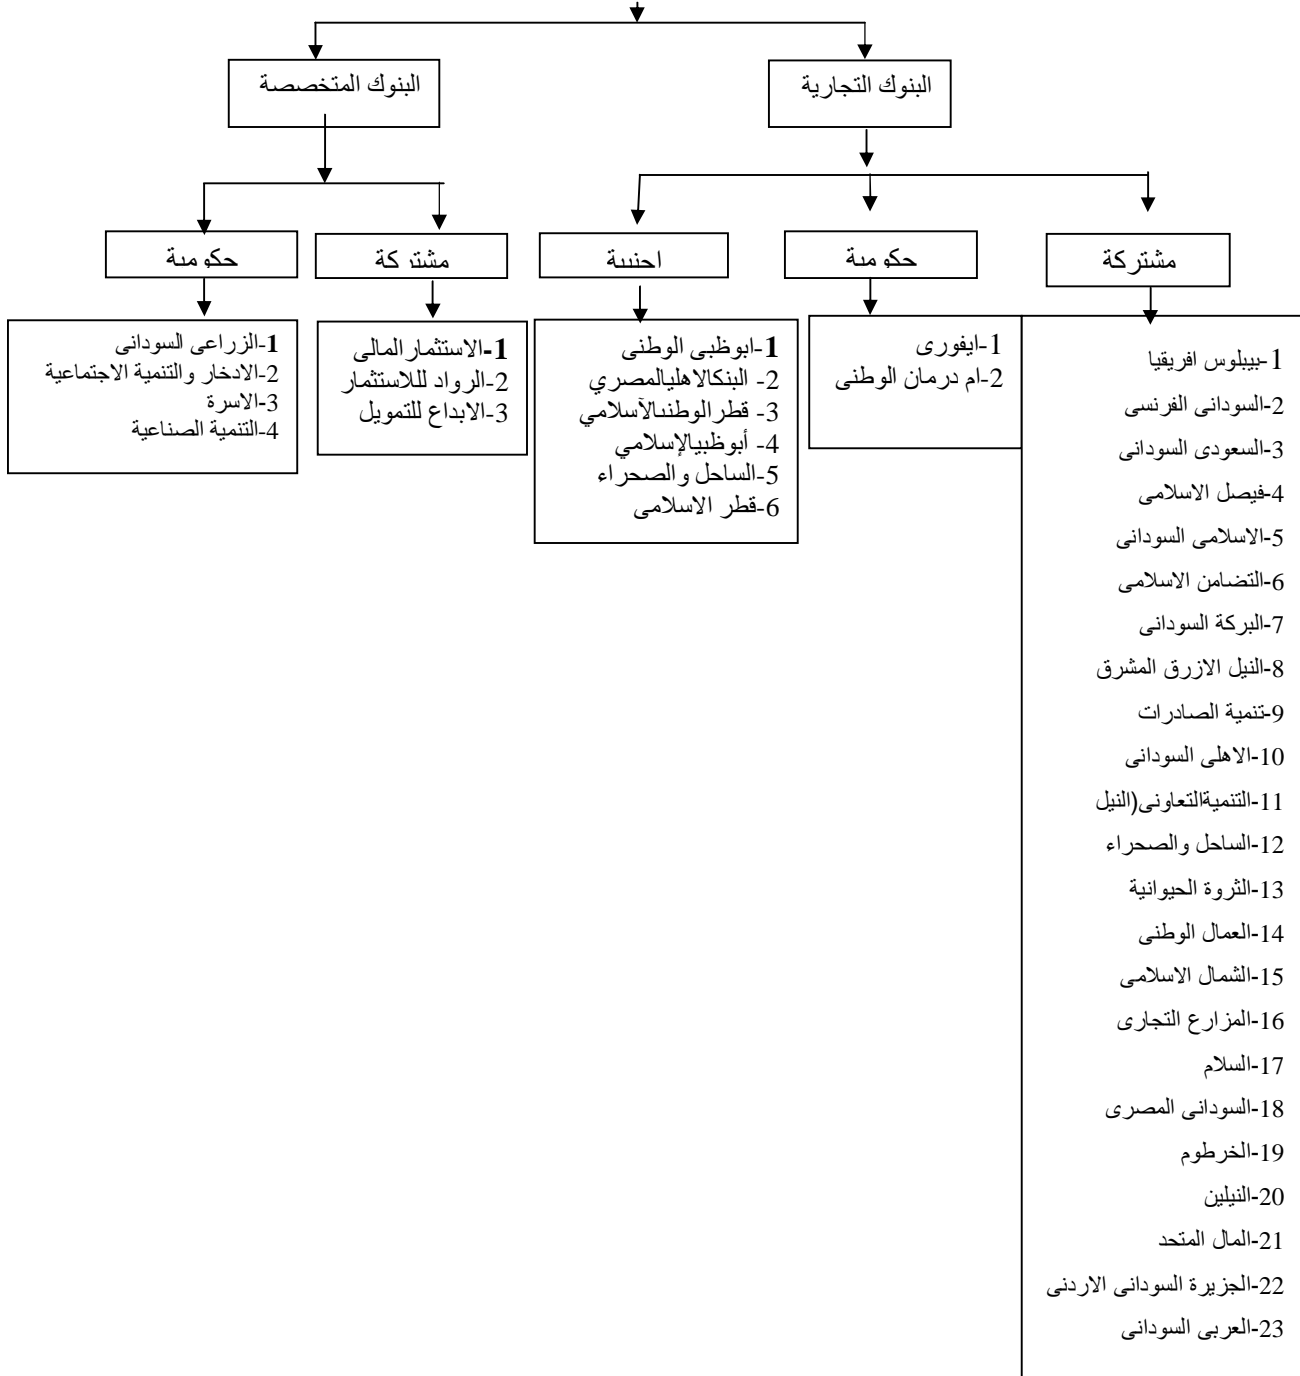 البنوك التجارية
البنوك المتخصصة
مشتركة
حكومية
اجنبية
مشتركة
حكومية
1-بيبلوس افريقيا
2-السودانى الفرنسى
3-السعودى السودانى
4-فيصل الاسلامى
5-الاسلامى السودانى
6-التضامن الاسلامى
7-البركة السودانى
8-النيل الازرق المشرق
9-تنمية الصادرات
10-الاهلى السودانى
11-التنميةالتعاونى(النيل
12-الساحل والصحراء
13-الثروة الحيوانية
14-العمال الوطنى
15-الشمال الاسلامى
16-المزارع التجارى
17-السلام
18-السودانى المصرى
19-الخرطوم
20-النيلين
21-المال المتحد
22-الجزيرة السودانى الاردنى
23-العربى السودانى
1-ايفورى
2-ام درمان الوطنى
1-ابوظبى الوطنى
2- البنكالاهليالمصري
3- قطرالوطنىالآسلامي
4- أبوظبيالإسلامي
5-الساحل والصحراء
6-قطر الاسلامى
1-الاستثمارالمالى
2-الرواد للاستثمار
3-الابداع للتمويل
1-الزراعى السودانى
2-الادخار والتنمية الاجتماعية
3-الاسرة
4-التنمية الصناعية